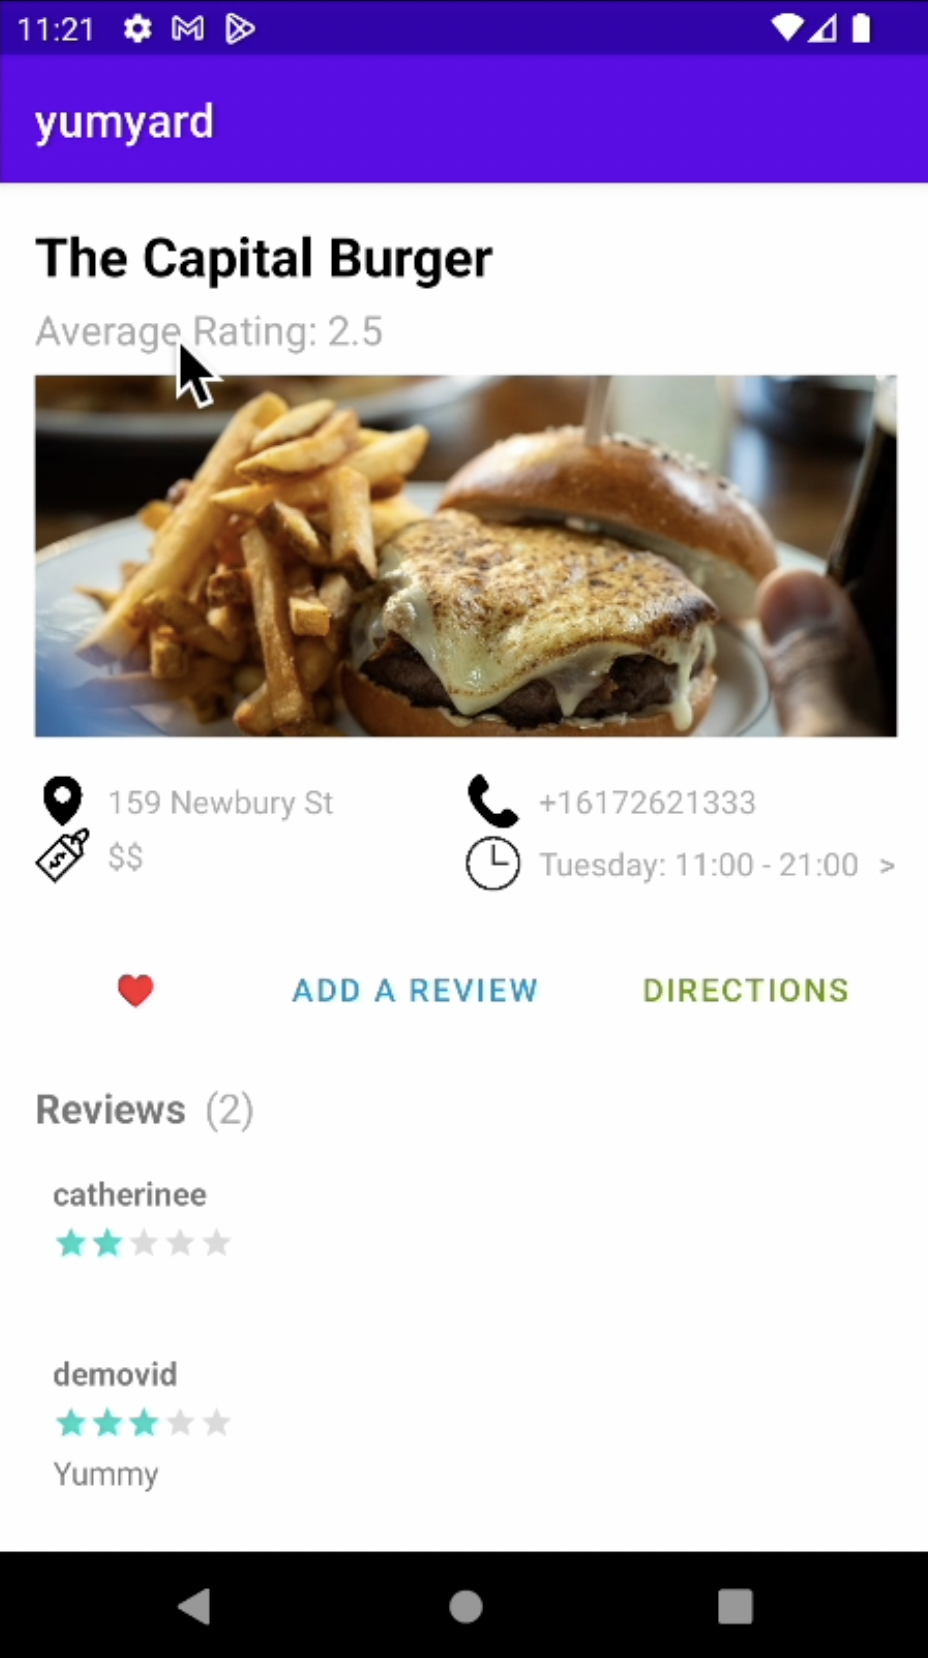 11:21
yumyard
The Capital Burger
Average Rating: 2.5
159 Newbury St
+16172621333
$$
Tuesday: 11:00 - 21:00 >
ADD A REVIEW
DIRECTIONS
Reviews (2)
catherinee
demovid
Yummy